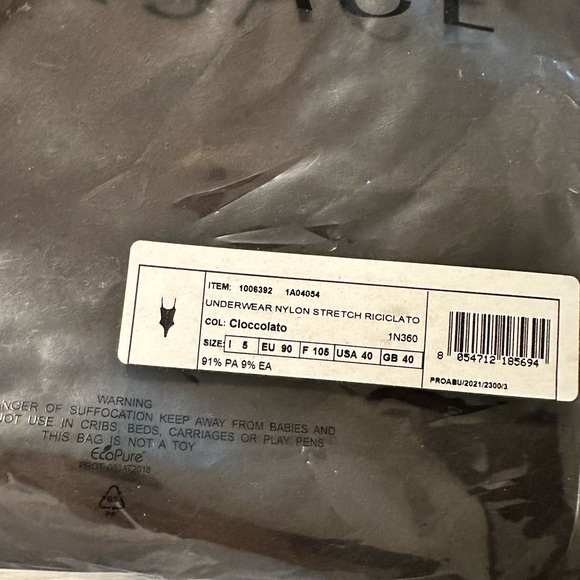 SACE
ITEM: 1006392 1A04054
UNDERWEAR NYLON STRETCH RICICLATO
COL: Cioccolato 1N360
SIZE: I 5 EU 90 F 105 USA 40 GB 40
91% PA 9% EA
8 054712 185694
PROABU/2021/2300/3
WARNING
NGER OF SUFFOCATION KEEP AWAY FROM BABIES AND
NOT USE IN CRIBS, BEDS, CARRIAGES OR PLAY PENS
THIS BAG IS NOT A TOY
EcoPure
PP